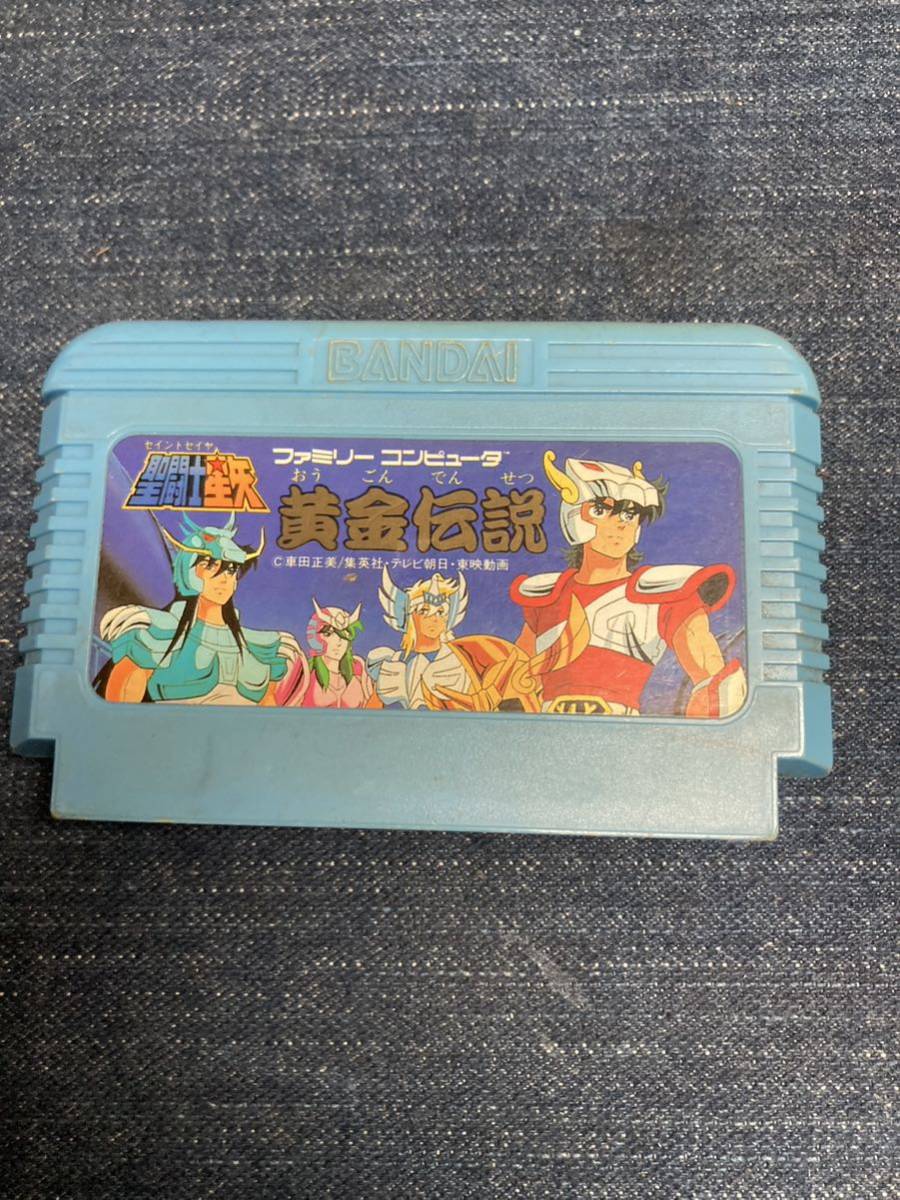 BANDAI
セイントセイヤ
聖闘士星矢
ファミリー コンピュータ™
おう ごん でん せつ
黄金伝説
©車田正美/集英社・テレビ朝日・東映動画